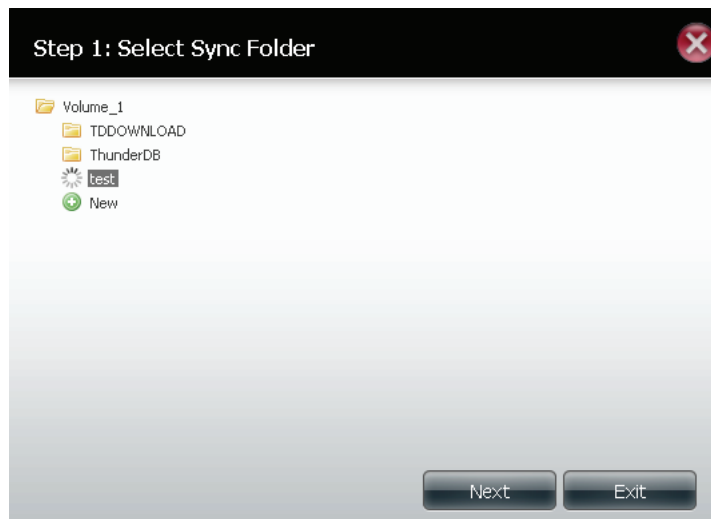 Step 1: Select Sync Folder
Volume_1
TDDOWNLOAD
ThunderDB
test
New
Next
Exit